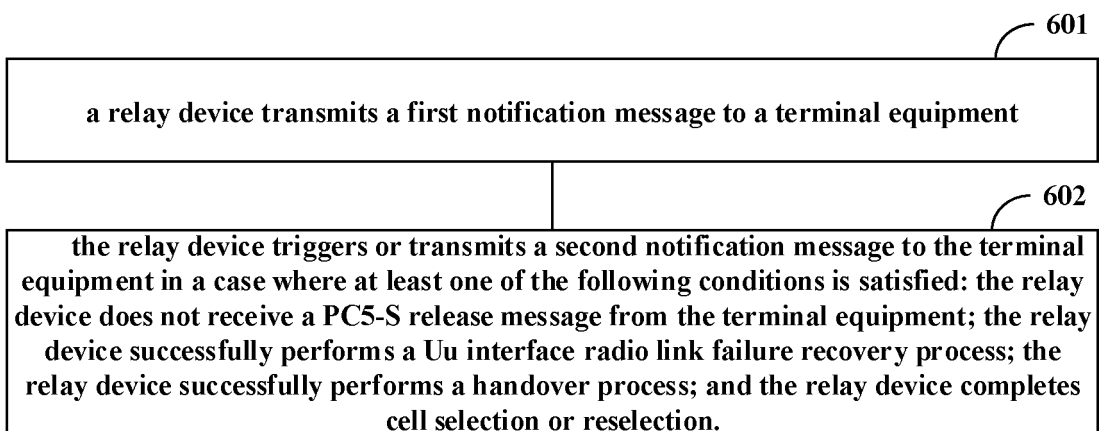 601
a relay device transmits a first notification message to a terminal equipment
602
the relay device triggers or transmits a second notification message to the terminal
equipment in a case where at least one of the following conditions is satisfied: the relay
device does not receive a PC5-S release message from the terminal equipment; the relay
device successfully performs a Uu interface radio link failure recovery process; the
relay device successfully performs a handover process; and the relay device completes
cell selection or reselection.